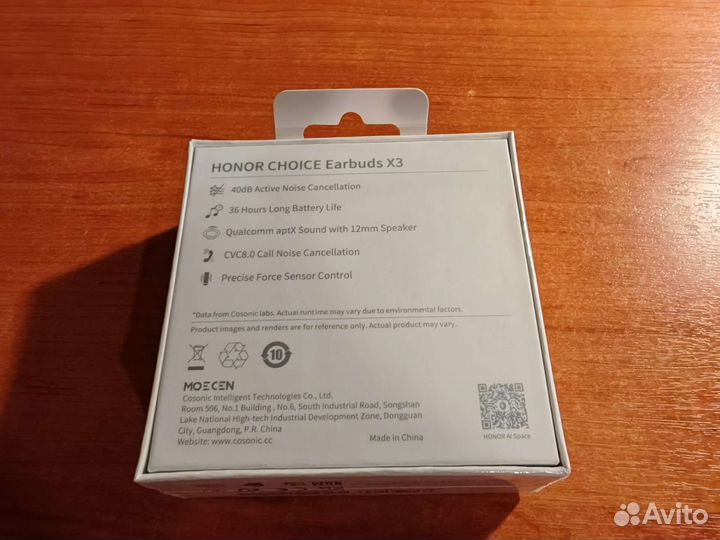 HONOR CHOICE Earbuds X3
40dB Active Noise Cancellation
36 Hours Long Battery Life
Qualcomm aptX Sound with 12mm Speaker
CVC8.0 Call Noise Cancellation
Precise Force Sensor Control
*Data from Cosonic labs. Actual runtime may vary due to environmental factors.
Product images and renders are for reference only. Actual product may vary.
10
MOECEN
Cosonic Intelligent Technologies Co., Ltd.
Room 506, No.1 Building , No.6, South Industrial Road, Songshan
Lake National High-tech Industrial Development Zone, Dongguan
City, Guangdong, P.R. China
Website: www.cosonic.cc
Made in China
HONOR AI Space
Avito